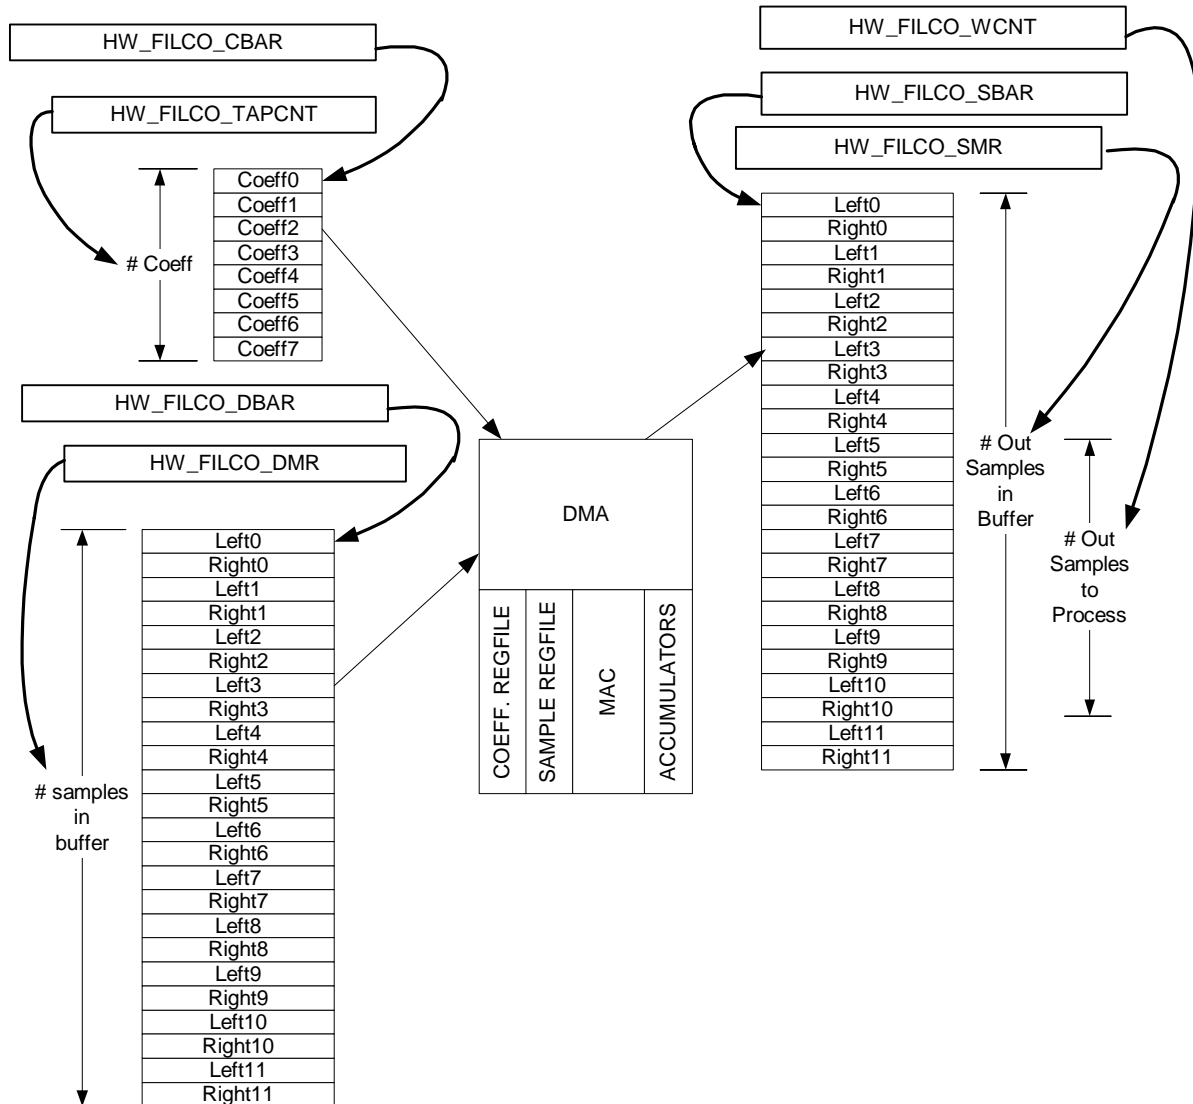 HW_FILCO_CBAR
HW_FILCO_TAPCNT
# Coeff
Coeff0
Coeff1
Coeff2
Coeff3
Coeff4
Coeff5
Coeff6
Coeff7
HW_FILCO_DBAR
HW_FILCO_DMR
# samples
in
buffer
Left0
Right0
Left1
Right1
Left2
Right2
Left3
Right3
Left4
Right4
Left5
Right5
Left6
Right6
Left7
Right7
Left8
Right8
Left9
Right9
Left10
Right10
Left11
Right11
DMA
COEFF. REGFILE
SAMPLE REGFILE
MAC
ACCUMULATORS
HW_FILCO_WCNT
HW_FILCO_SBAR
HW_FILCO_SMR
Left0
Right0
Left1
Right1
Left2
Right2
Left3
Right3
Left4
Right4
Left5
Right5
Left6
Right6
Left7
Right7
Left8
Right8
Left9
Right9
Left10
Right10
Left11
Right11
# Out
Samples
in
Buffer
# Out
Samples
to
Process